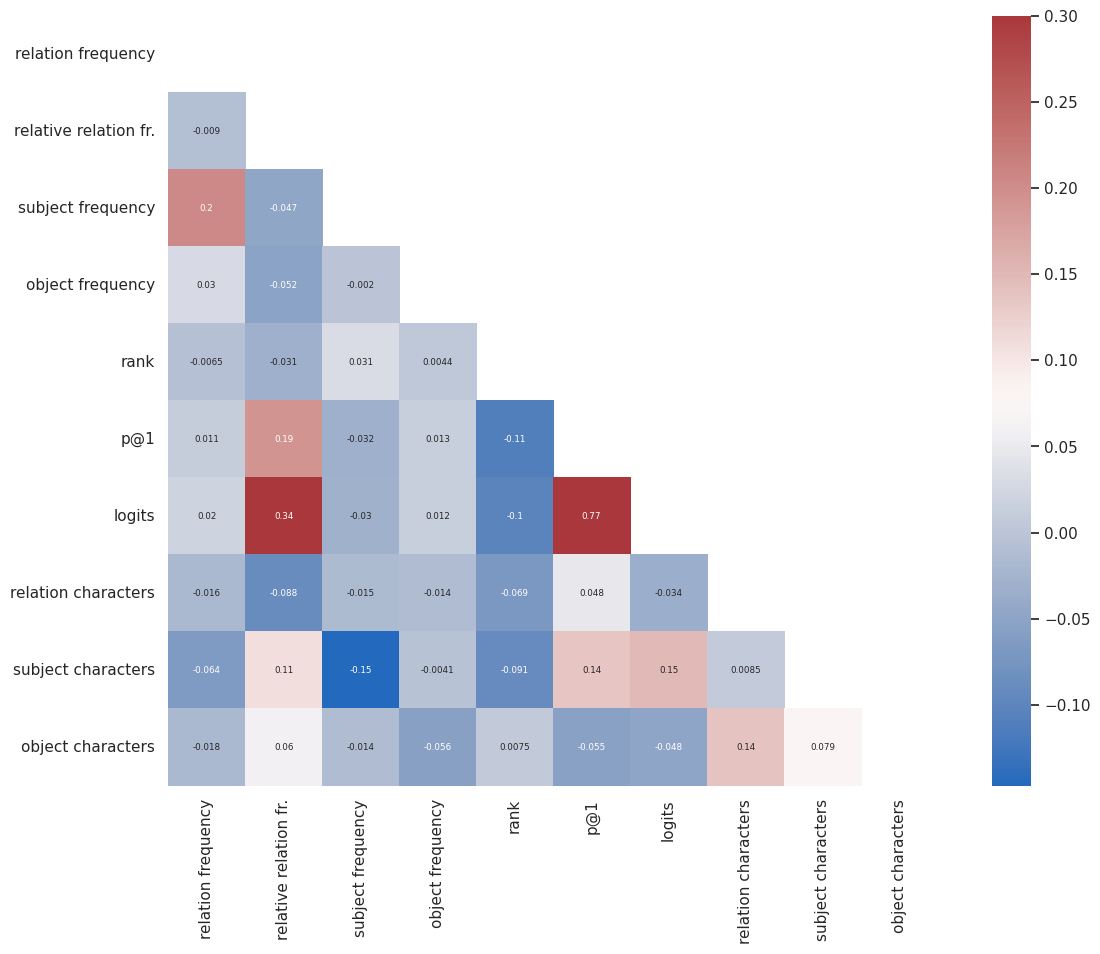 relation frequency
relative relation fr. -0.009
subject frequency 0.2 -0.047
object frequency 0.03 -0.052 -0.002
rank -0.0065 -0.031 0.031 0.0044
p@1 0.011 0.19 -0.032 0.013 -0.11
logits 0.02 0.34 -0.03 0.012 -0.1 0.77
relation characters -0.016 -0.088 -0.015 -0.014 -0.069 0.048 -0.034
subject characters -0.064 0.11 -0.15 -0.0041 -0.091 0.14 0.15 0.0085
object characters -0.018 0.06 -0.014 -0.056 0.0075 -0.055 -0.048 0.14 0.079
relation frequency
relative relation fr.
subject frequency
object frequency
rank
p@1
logits
relation characters
subject characters
object characters
0.30
0.25
0.20
0.15
0.10
0.05
0.00
−0.05
−0.10